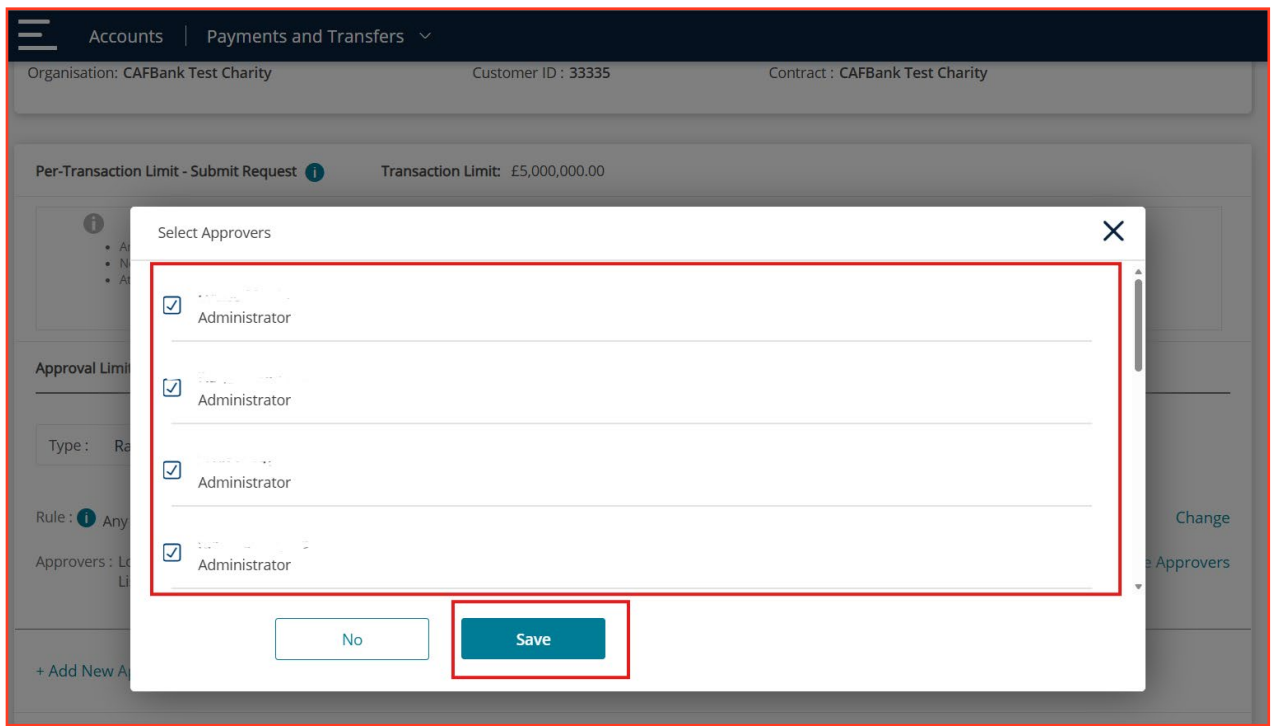 Accounts | Payments and Transfers
Organisation: CAFBank Test Charity Customer ID : 33335 Contract : CAFBank Test Charity
Per-Transaction Limit - Submit Request i Transaction Limit: £5,000,000.00
Select Approvers
Administrator
Administrator
Approval Limit
Type :
Administrator
Rule : i Any
Change
Approvers :
Administrator
Approvers
No Save
+ Add New